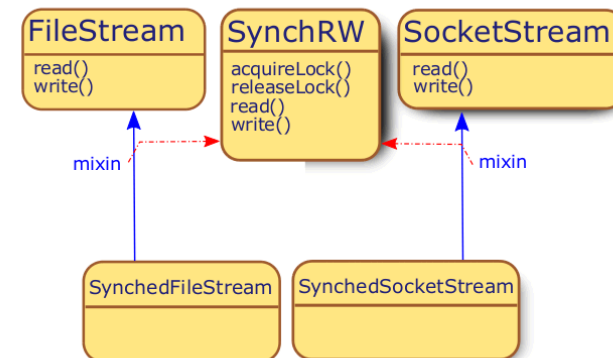 FileStream
read()
write()
SynchRW
acquireLock()
releaseLock()
read()
write()
SocketStream
read()
write()
mixin
mixin
SynchedFileStream
SynchedSocketStream